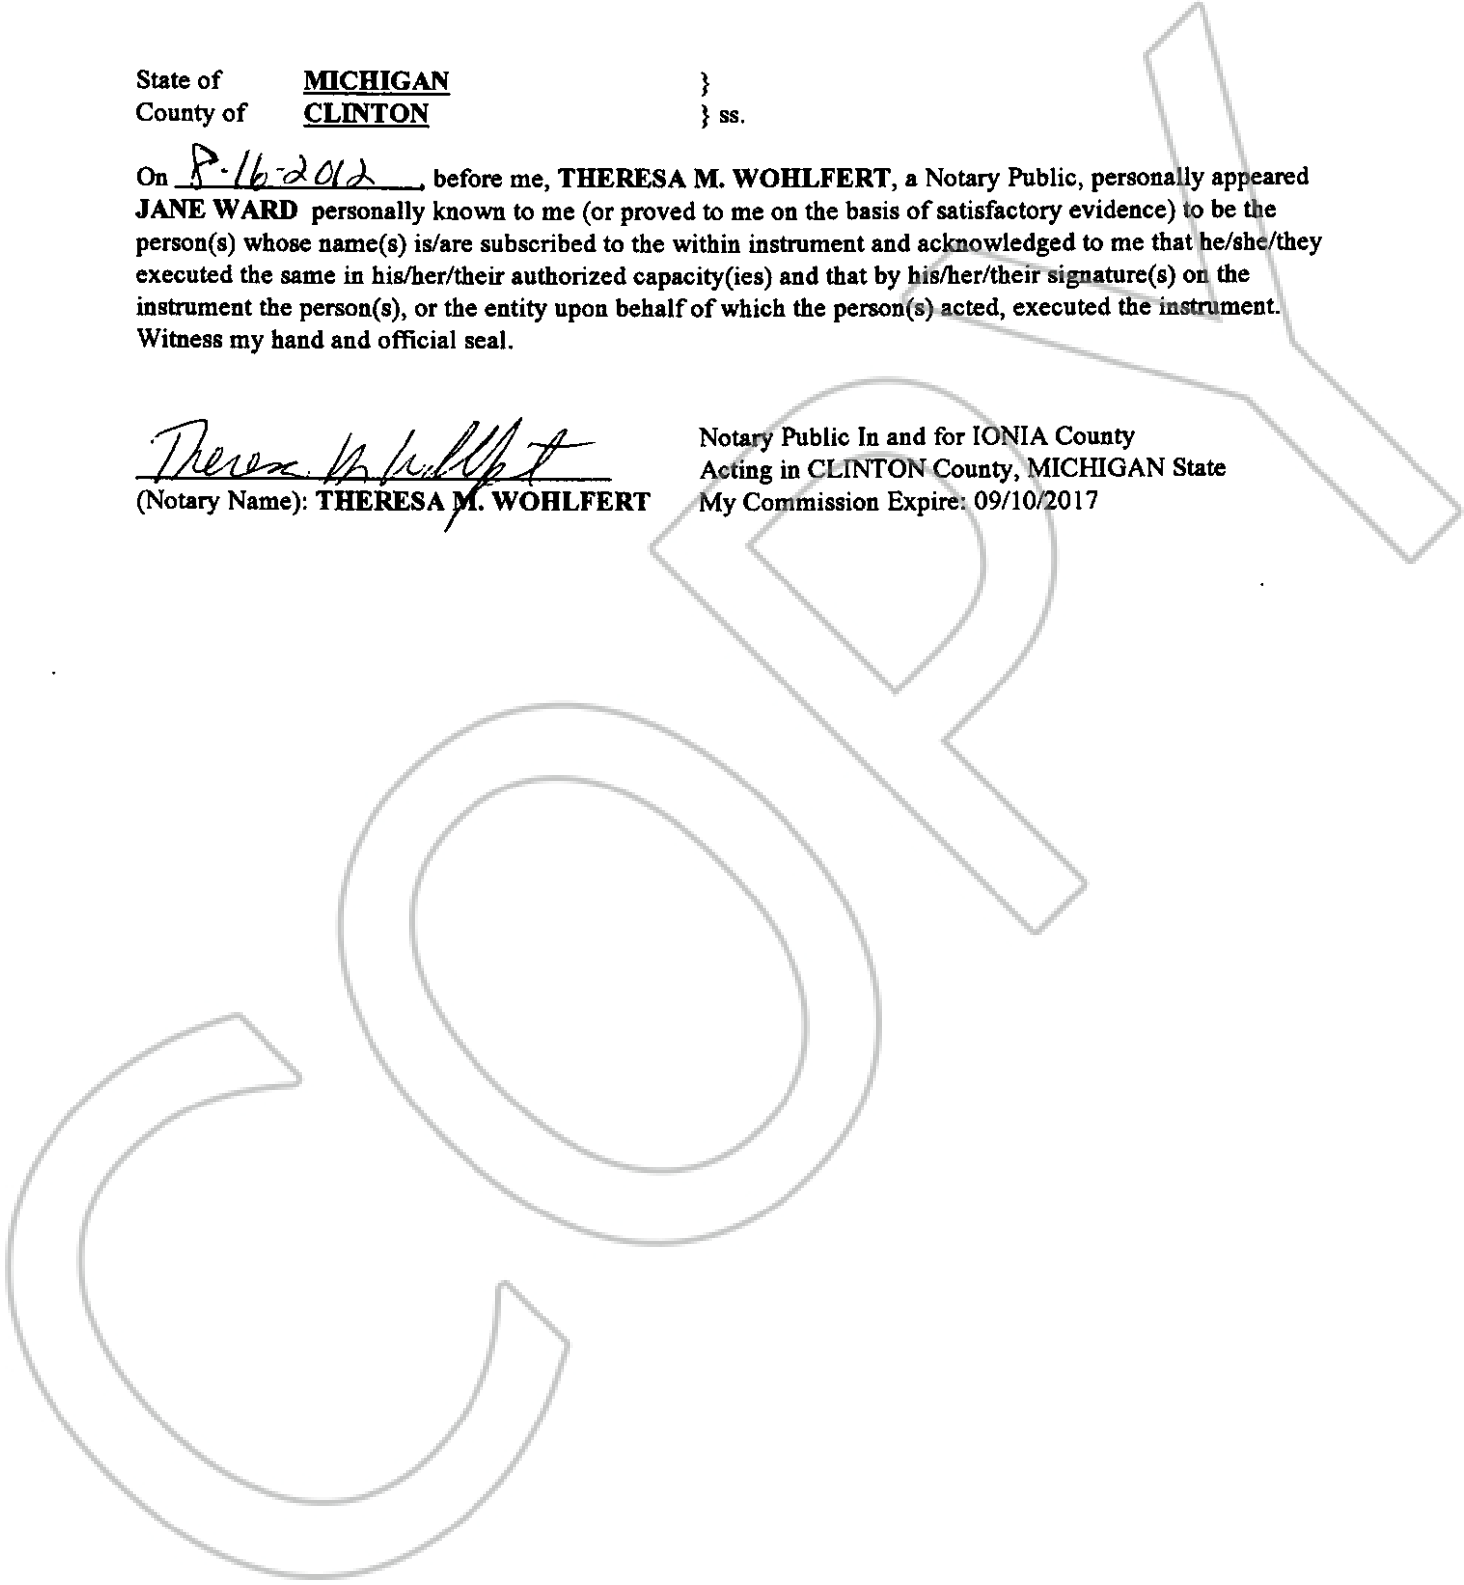 State of MICHIGAN }
County of CLINTON } ss.
On 8-16-2012, before me, THERESA M. WOHLFERT, a Notary Public, personally appeared
JANE WARD personally known to me (or proved to me on the basis of satisfactory evidence) to be the
person(s) whose name(s) is/are subscribed to the within instrument and acknowledged to me that he/she/they
executed the same in his/her/their authorized capacity(ies) and that by his/her/their signature(s) on the
instrument the person(s), or the entity upon behalf of which the person(s) acted, executed the instrument.
Witness my hand and official seal.
Theresa M Wohlfert
(Notary Name): THERESA M. WOHLFERT
Notary Public In and for IONIA County
Acting in CLINTON County, MICHIGAN State
My Commission Expire: 09/10/2017
COPY